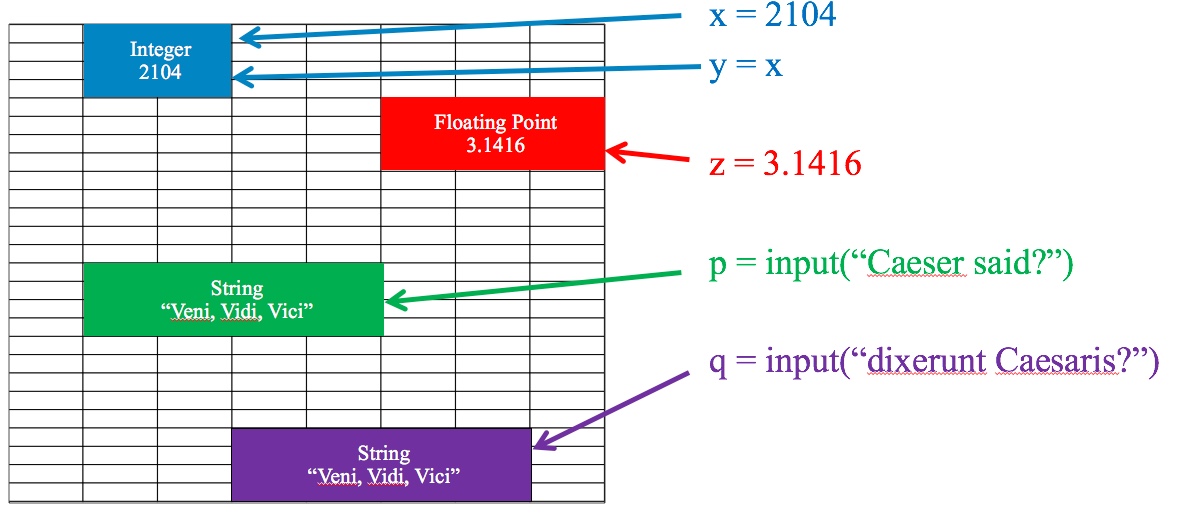 x = 2104
Integer
2104
y = x
Floating Point
3.1416
z = 3.1416
p = input(“Caeser said?”)
String
“Veni, Vidi, Vici”
q = input(“dixerunt Caesaris?”)
String
“Veni, Vidi, Vici”